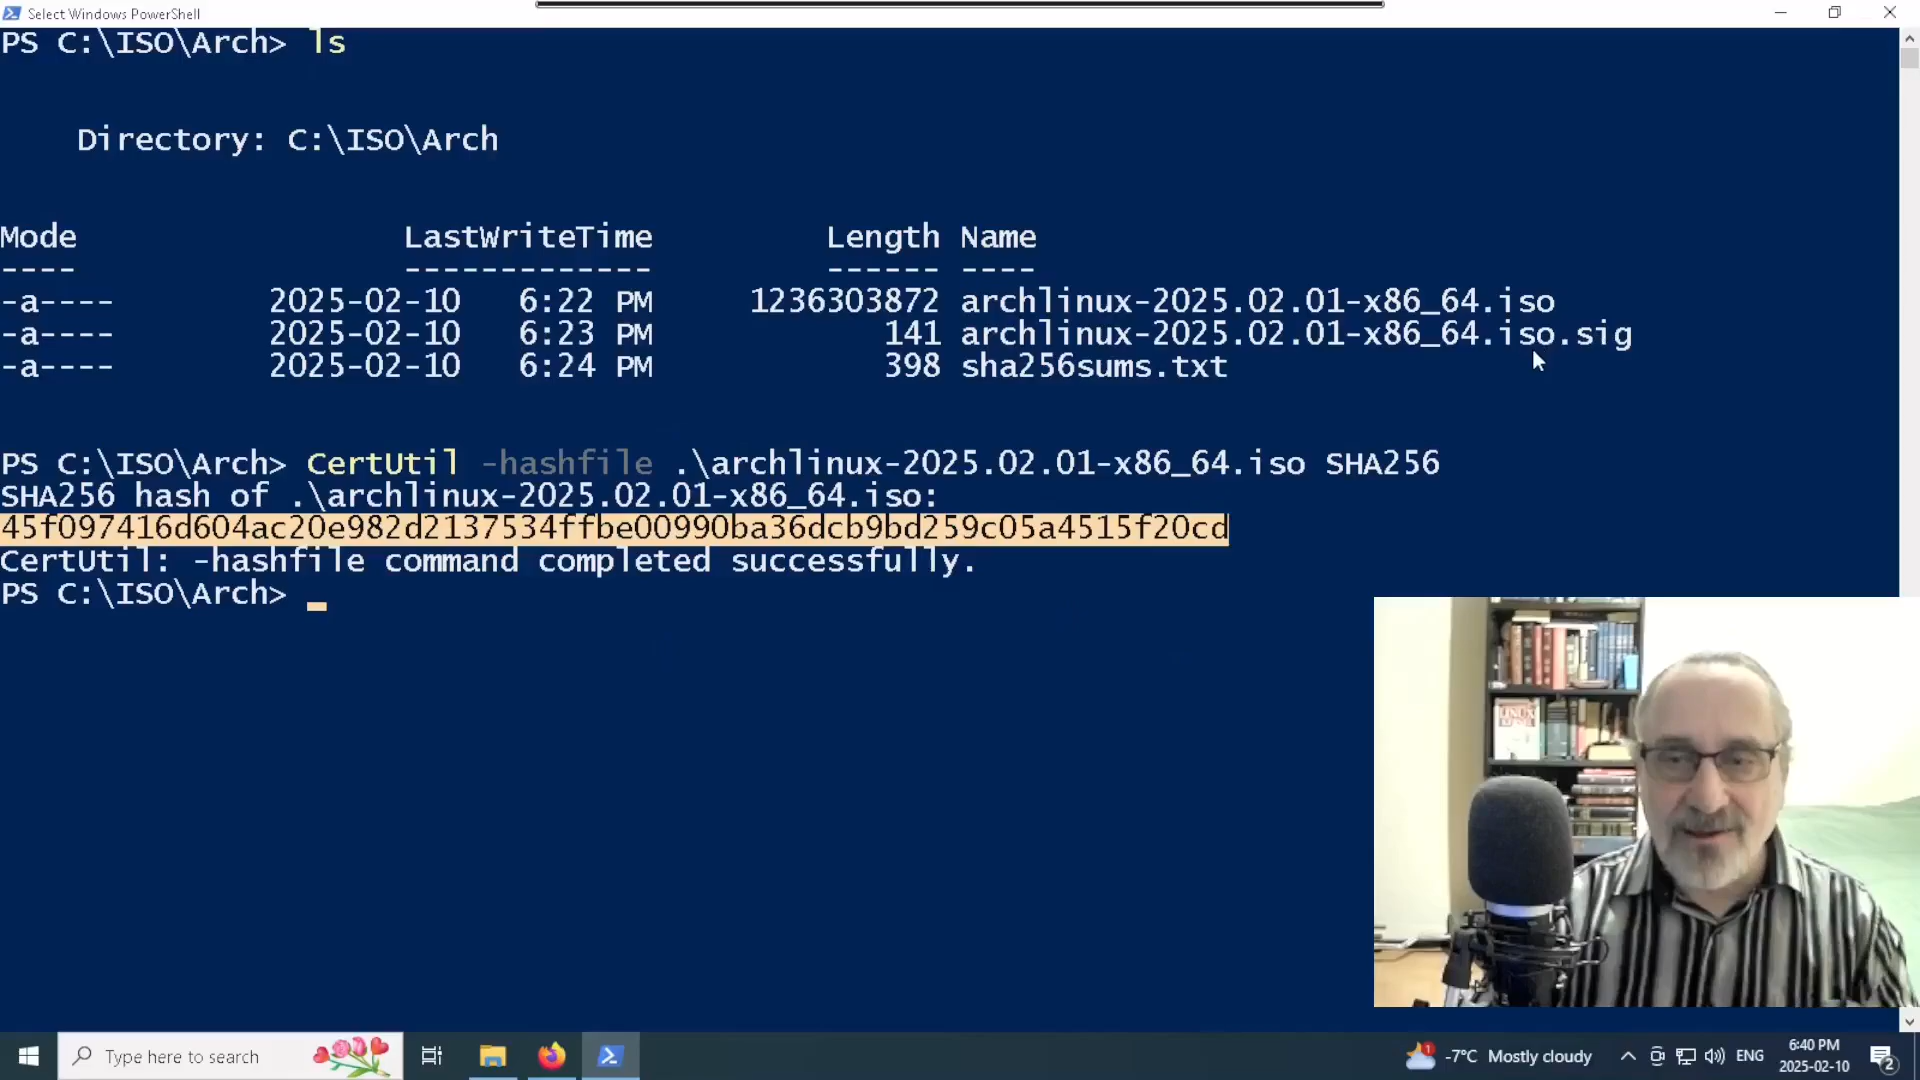 Select Windows PowerShell
PS C:\ISO\Arch> ls
Directory: C:\ISO\Arch
Mode LastWriteTime Length Name
---- ------------- ------ ----
-a---- 2025-02-10 6:22 PM 1236303872 archlinux-2025.02.01-x86_64.iso
-a---- 2025-02-10 6:23 PM 141 archlinux-2025.02.01-x86_64.iso.sig
-a---- 2025-02-10 6:24 PM 398 sha256sums.txt
PS C:\ISO\Arch> CertUtil -hashfile .\archlinux-2025.02.01-x86_64.iso SHA256
SHA256 hash of .\archlinux-2025.02.01-x86_64.iso:
45f097416d604ac20e982d2137534ffbe00990ba36dcb9bd259c05a4515f20cd
CertUtil: -hashfile command completed successfully.
PS C:\ISO\Arch>
LINUX
Type here to search
1
-7°C Mostly cloudy
ENG
6:40 PM
2025-02-10
2